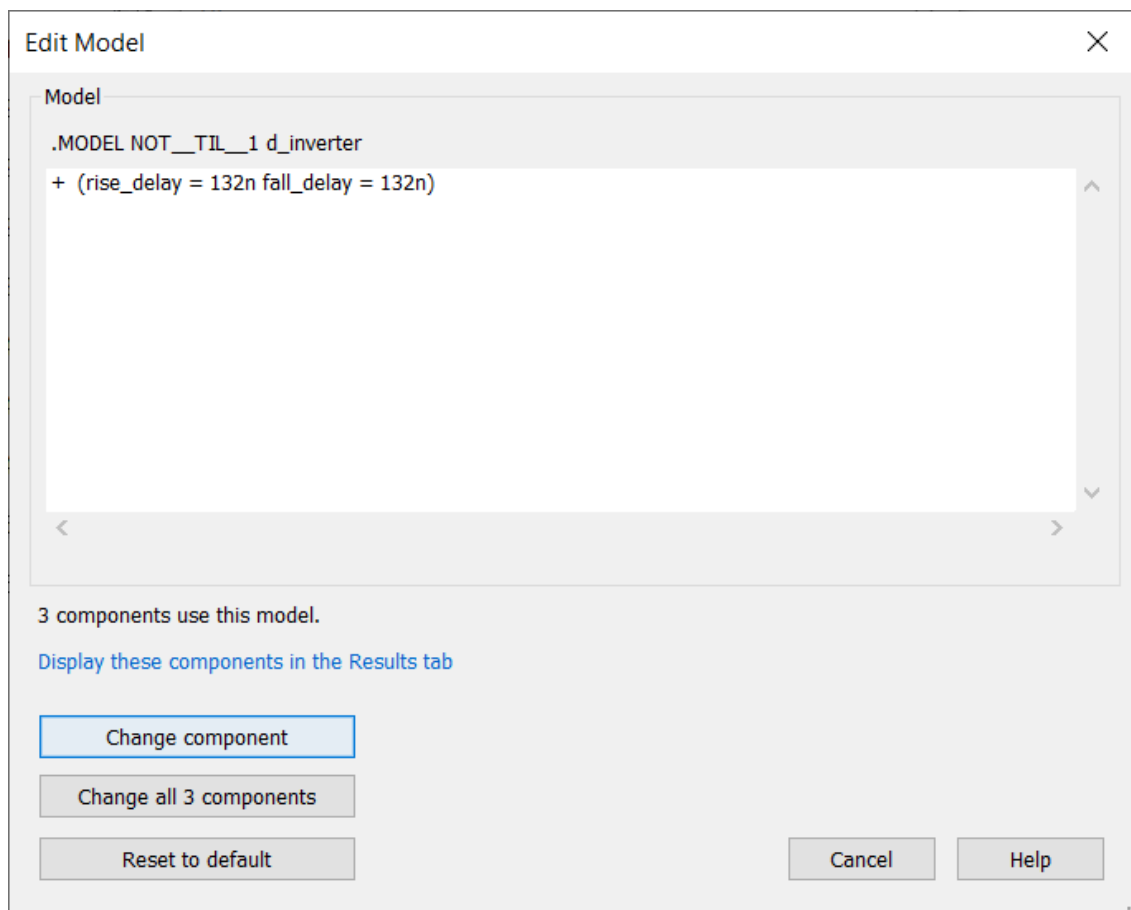 Edit Model
Model
.MODEL NOT__TIL__1 d_inverter
+ (rise_delay = 132n fall_delay = 132n)
3 components use this model.
Display these components in the Results tab
Change component
Change all 3 components
Reset to default
Cancel
Help